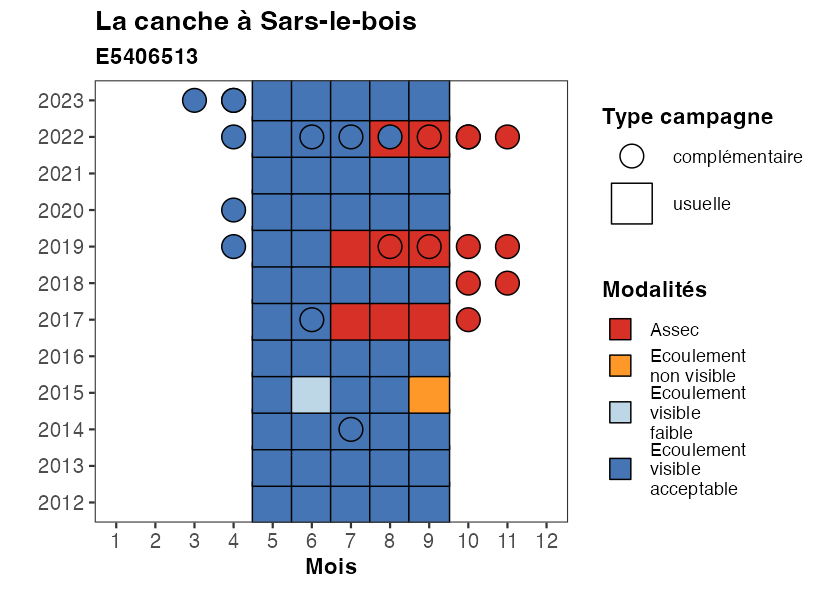 La canche à Sars-le-bois
E5406513
2023
2022
2021
2020
2019
2018
2017
2016
2015
2014
2013
2012
1 2 3 4 5 6 7 8 9 10 11 12
Mois
Type campagne
complémentaire
usuelle
Modalités
Assec
Ecoulement
non visible
Ecoulement
visible
faible
Ecoulement
visible
acceptable